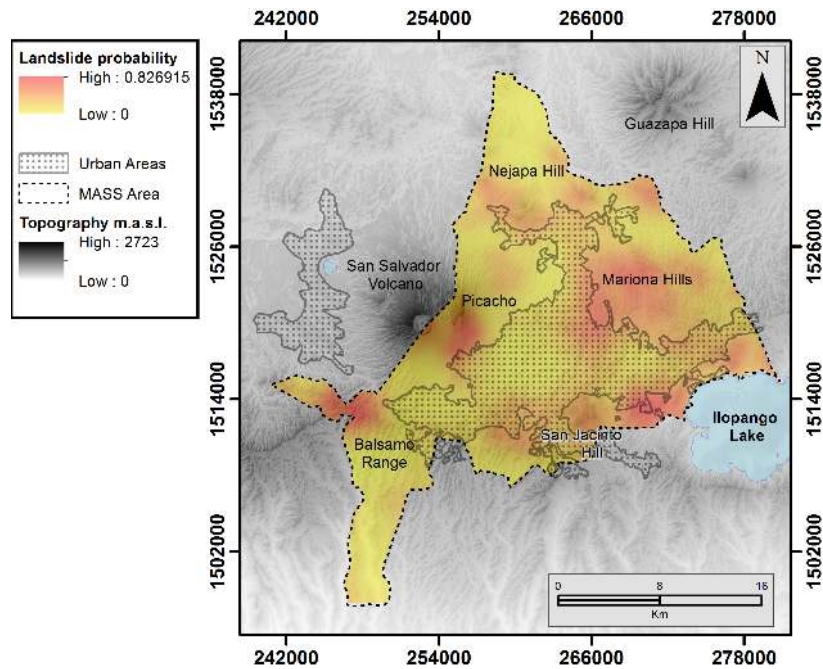 242000 254000 266000 278000
Landslide probability
High : 0.826915
Low : 0
Urban Areas
MASS Area
Topography m.a.s.l.
High : 2723
Low : 0
N
1538000
1538000
Guazapa Hill
Nejapa Hill
1526000
1526000
San Salvador
Volcano
Mariona Hills
Picacho
1514000
1514000
Ilopango
Lake
San Jacinto
Hill
Balsamo
Range
1502000
1502000
0 8 16
Km
242000 254000 266000 278000